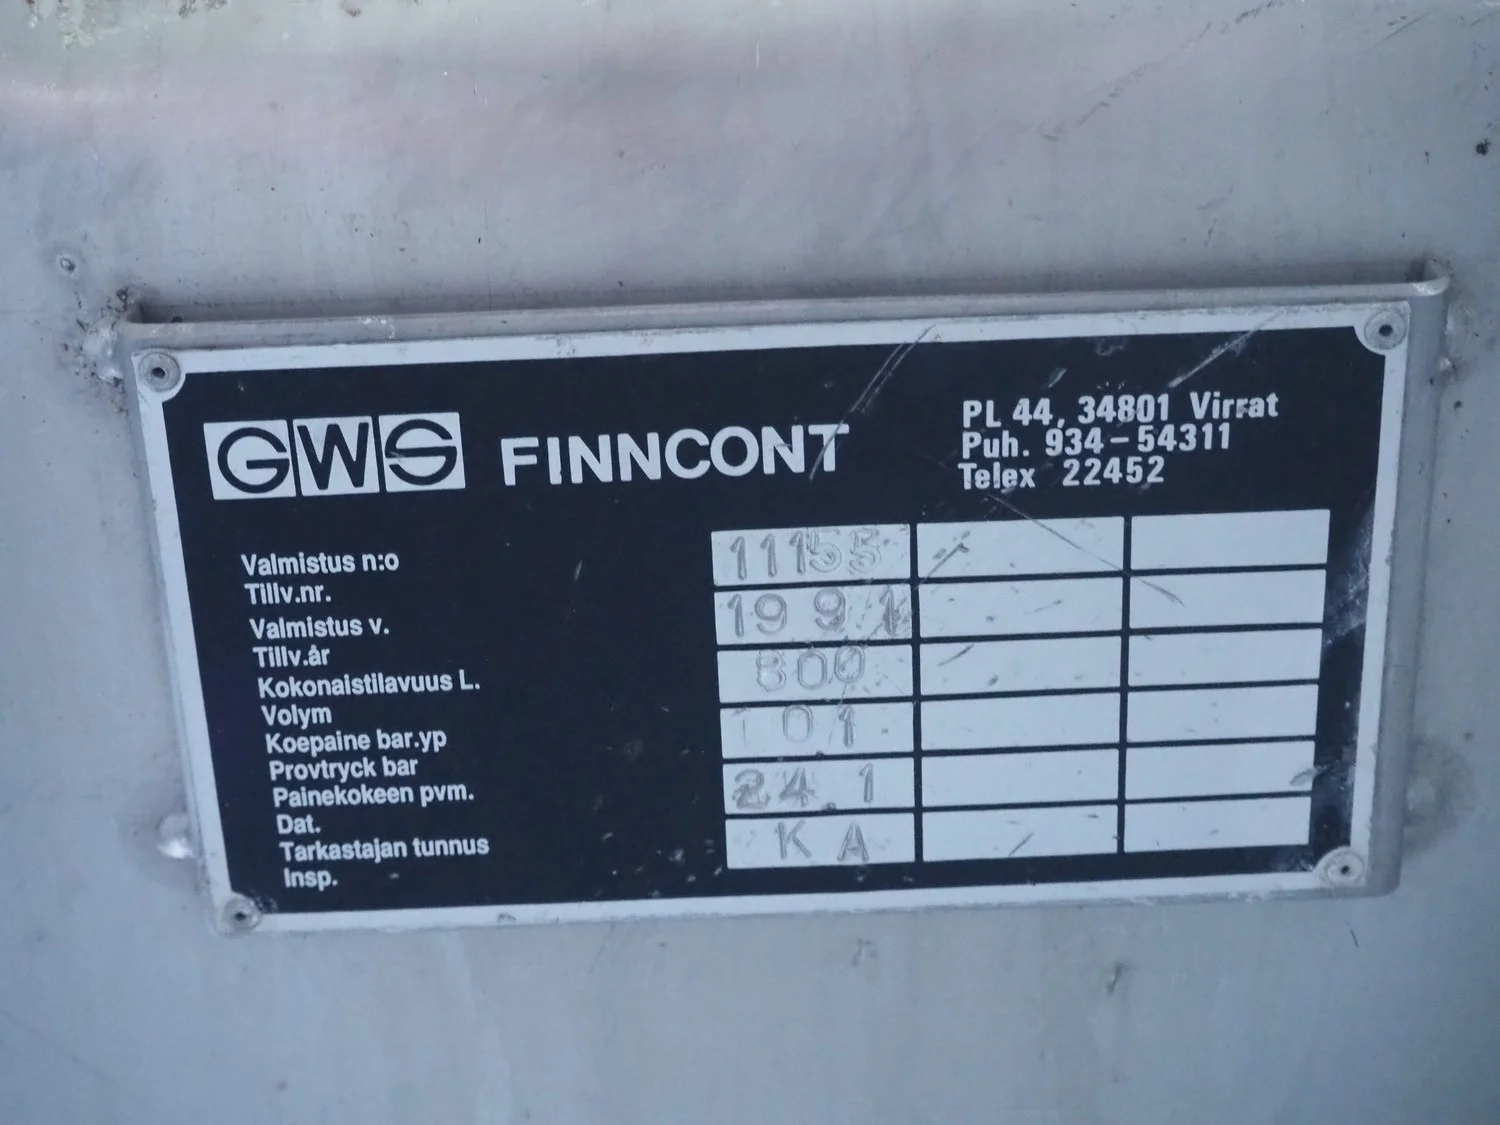 GWS FINNCONT
PL 44, 34801 Virrat
Puh. 934-54311
Telex 22452
Valmistus n:o
Tillv.nr.
11155
Valmistus v.
Tillv.år
1991
Kokonaistilavuus L.
Volym
800
Koepaine bar.yp
Provtryck bar
0.1
Painekokeen pvm.
Dat.
24.1
Tarkastajan tunnus
Insp.
KA